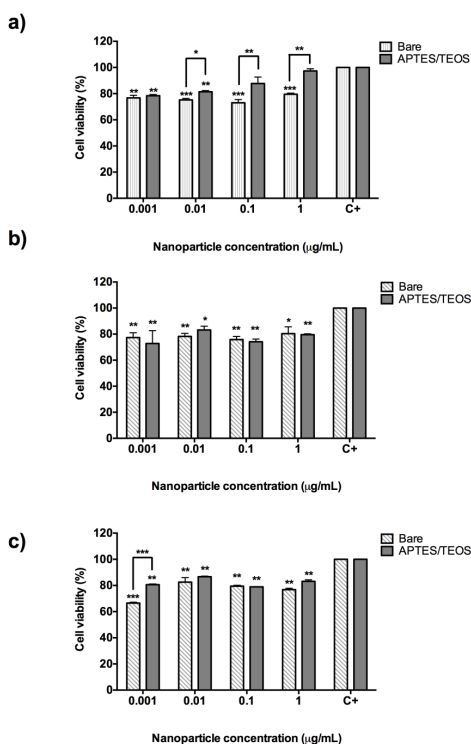 a)
Bare
APTES/TEOS
Cell viability (%)
120
100
80
60
40
20
0
*
**
**
** **
*** **
***
***
0.001 0.01 0.1 1 C+
Nanoparticle concentration (μg/mL)
b)
Bare
APTES/TEOS
Cell viability (%)
120
100
80
60
40
20
0
** **
** *
** **
* **
0.001 0.01 0.1 1 C+
Nanoparticle concentration (μg/mL)
c)
Bare
APTES/TEOS
Cell viability (%)
120
100
80
60
40
20
0
***
*** **
** **
** **
** **
0.001 0.01 0.1 1 C+
Nanoparticle concentration (μg/mL)